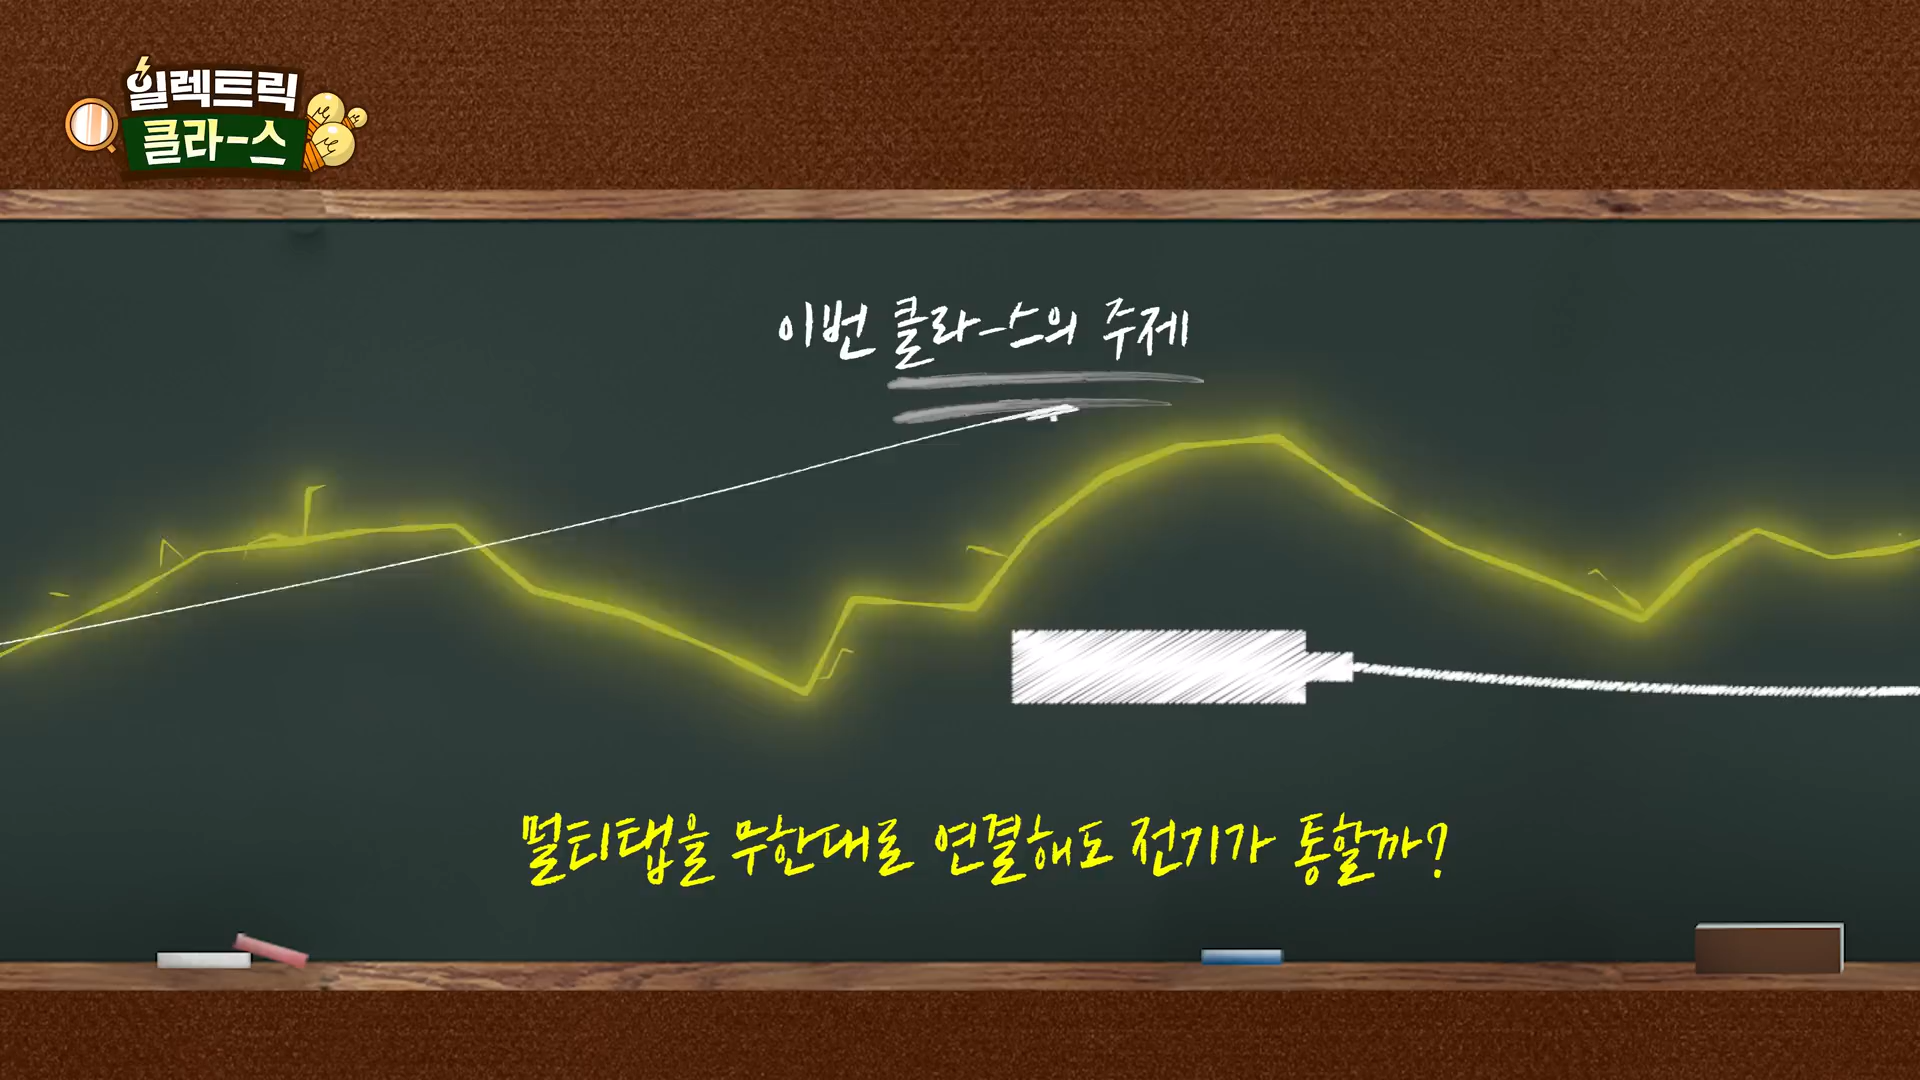 일렉트릭
클라-스
이번 클라-스의 주제
멀티탭을 무한대로 연결해도 전기가 통할까?